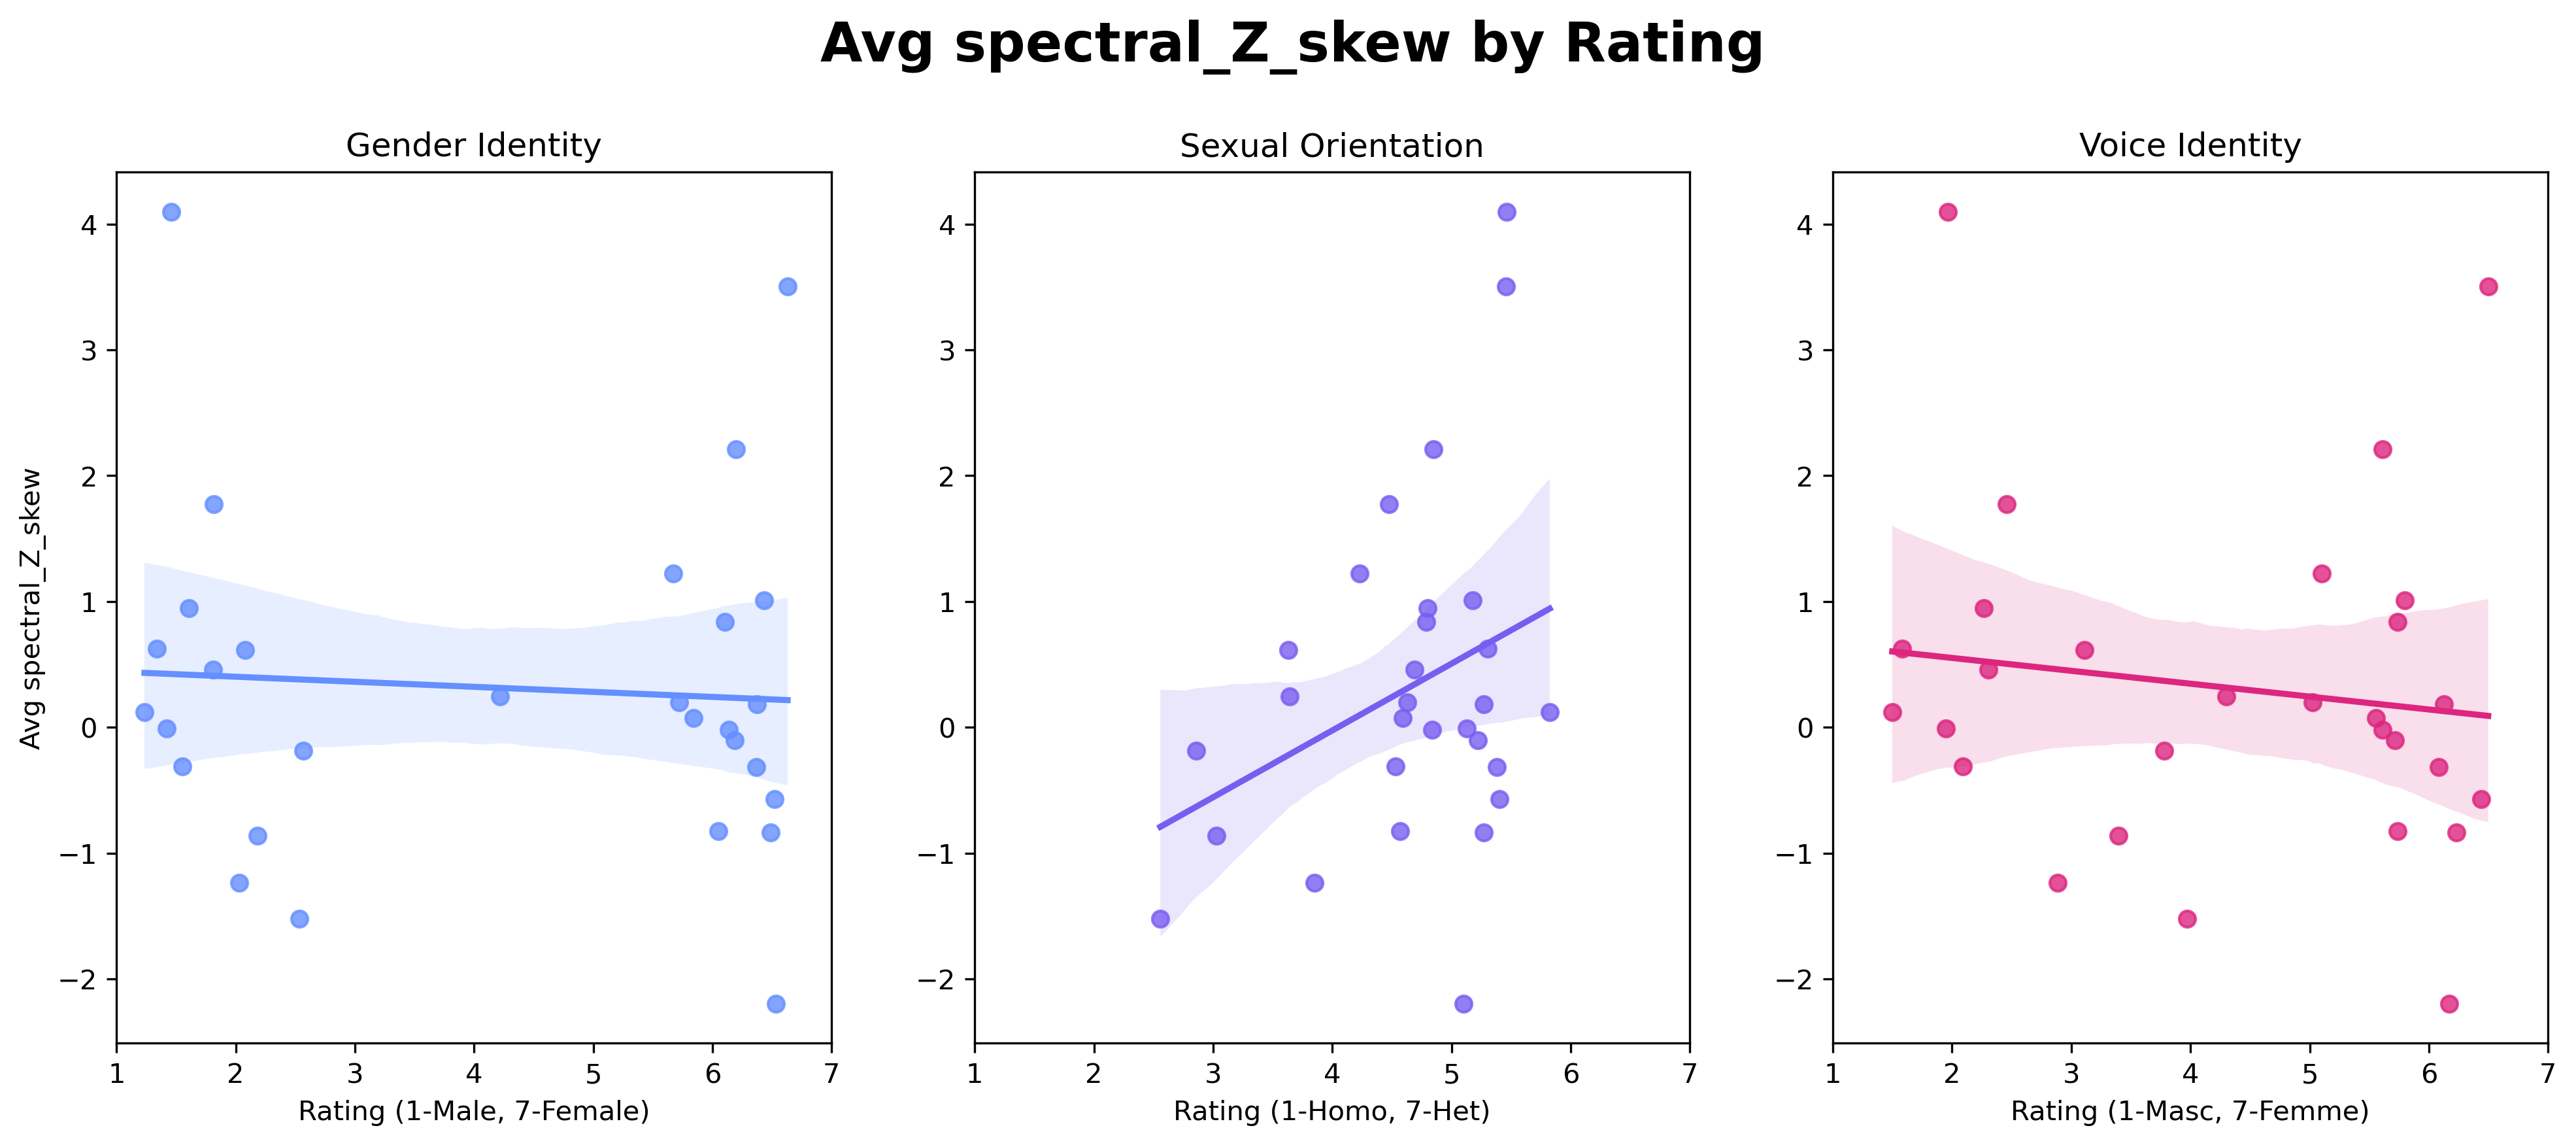 Avg spectral_Z_skew by Rating
Gender Identity
Sexual Orientation
Voice Identity
Avg spectral_Z_skew
4
3
2
1
0
−1
−2
1 2 3 4 5 6 7
Rating (1-Male, 7-Female)
4
3
2
1
0
−1
−2
1 2 3 4 5 6 7
Rating (1-Homo, 7-Het)
4
3
2
1
0
−1
−2
1 2 3 4 5 6 7
Rating (1-Masc, 7-Femme)